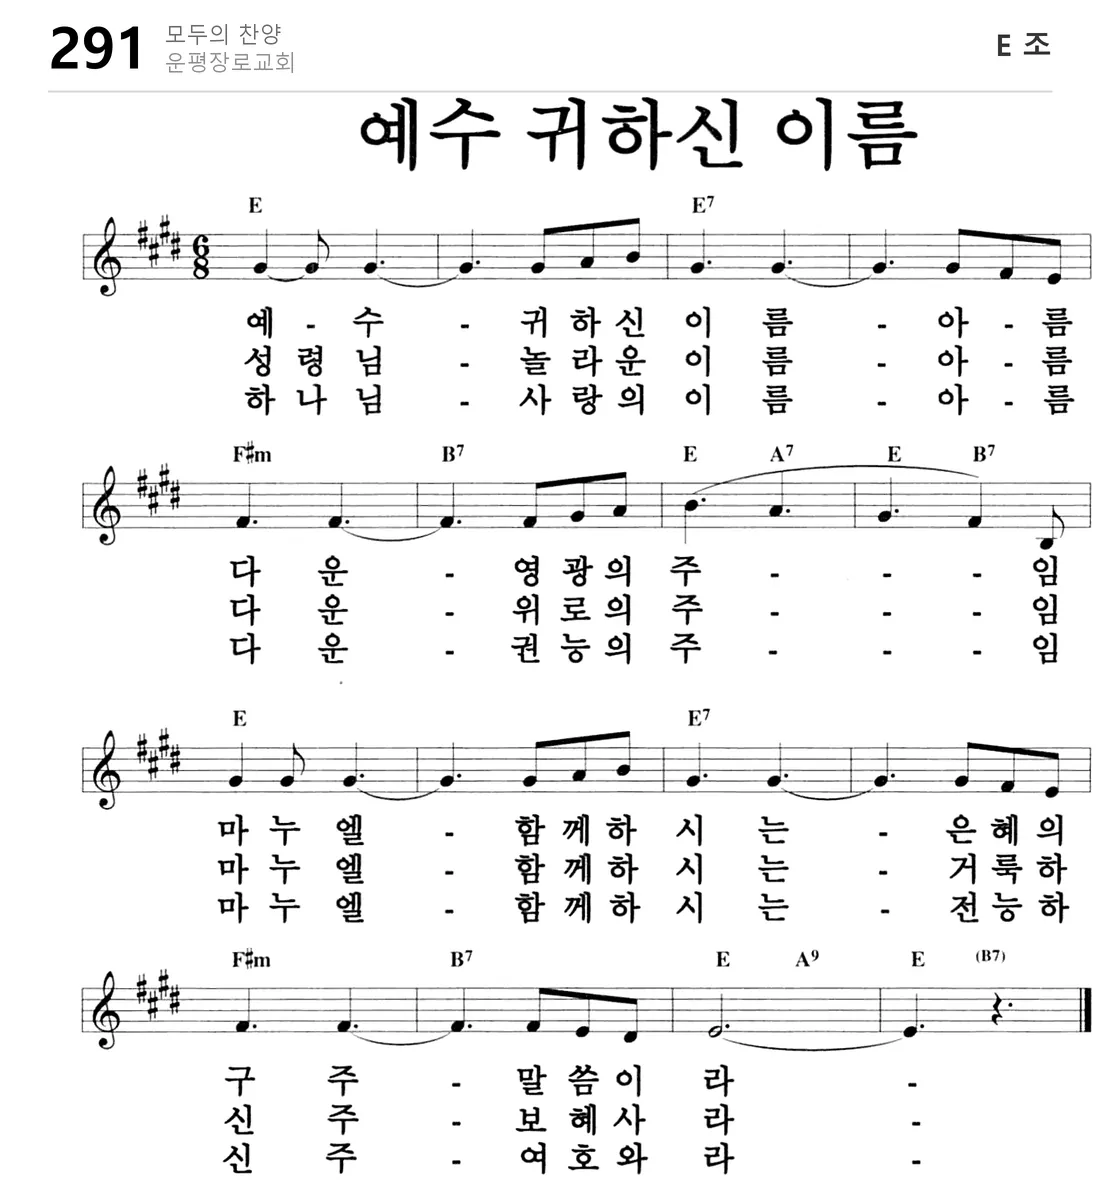 291 모두의 찬양 E 조
운평장로교회
예수 귀하신 이름
E E7
6
8
예 - 수 - 귀 하 신 이 름 - 아 - 름
성 령 님 - 놀 라 운 이 름 - 아 - 름
하 나 님 - 사 랑 의 이 름 - 아 - 름
F#m B7 E A7 E B7
다 운 - 영 광 의 주 - - - 임
다 운 - 위 로 의 주 - - - 임
다 운 - 권 능 의 주 - - - 임
E E7
마 누 엘 - 함 께 하 시 는 - 은 혜 의
마 누 엘 - 함 께 하 시 는 - 거 룩 하
마 누 엘 - 함 께 하 시 는 - 전 능 하
F#m B7 E A9 E (B7)
구 주 - 말 씀 이 라 -
신 주 - 보 혜 사 라 -
신 주 - 여 호 와 라 -